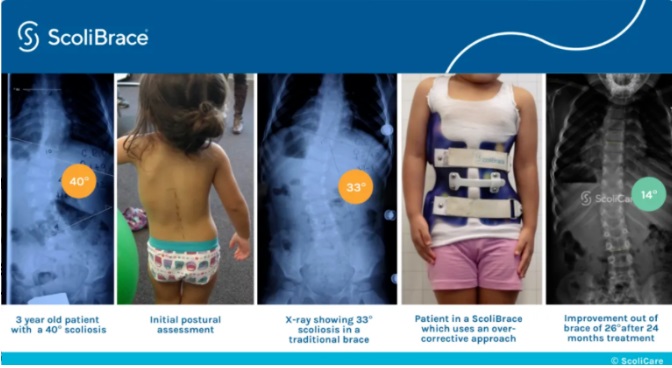 ScoliBrace
40°
33°
ScoliBrace
ScoliCare
14°
3 year old patient
with a 40° scoliosis
Initial postural
assessment
X-ray showing 33°
scoliosis in a
traditional brace
Patient in a ScoliBrace
which uses an over-
corrective approach
Improvement out of
brace of 26°after 24
months treatment
© ScoliCare